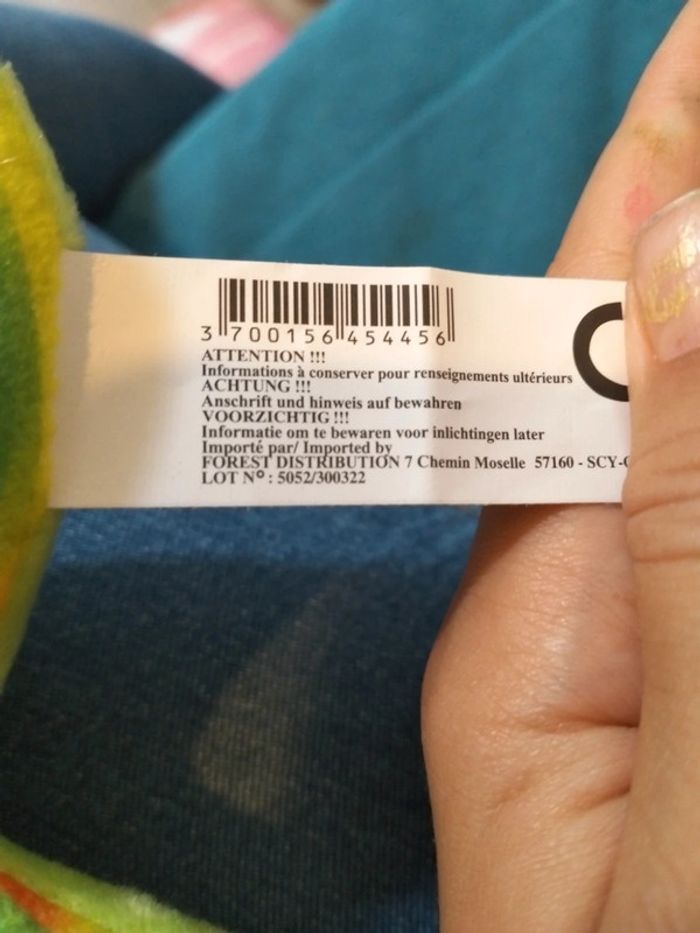 3 700156 454456
ATTENTION !!!
Informations à conserver pour renseignements ultérieurs
ACHTUNG !!!
Anschrift und hinweis auf bewahren
VOORZICHTIG !!!
Informatie om te bewaren voor inlichtingen later
Importé par/ Imported by
FOREST DISTRIBUTION 7 Chemin Moselle 57160 - SCY-
LOT N° : 5052/300322